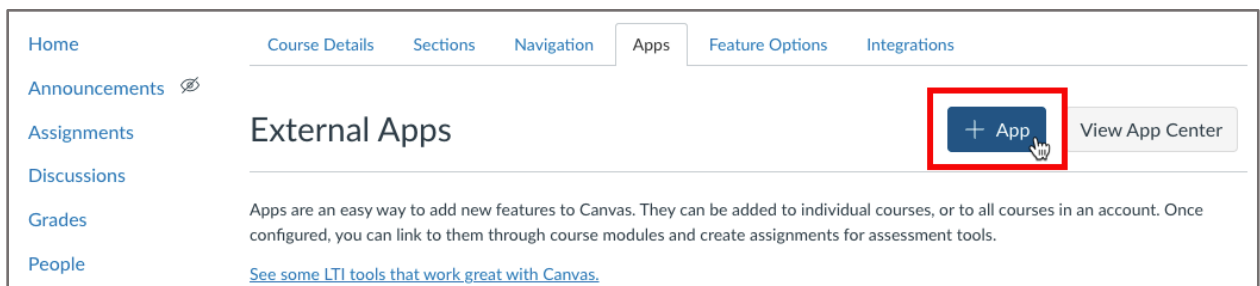 Home
Announcements
Assignments
Discussions
Grades
People
Course Details Sections Navigation Apps Feature Options Integrations
External Apps
+ App View App Center
Apps are an easy way to add new features to Canvas. They can be added to individual courses, or to all courses in an account. Once
configured, you can link to them through course modules and create assignments for assessment tools.
See some LTI tools that work great with Canvas.